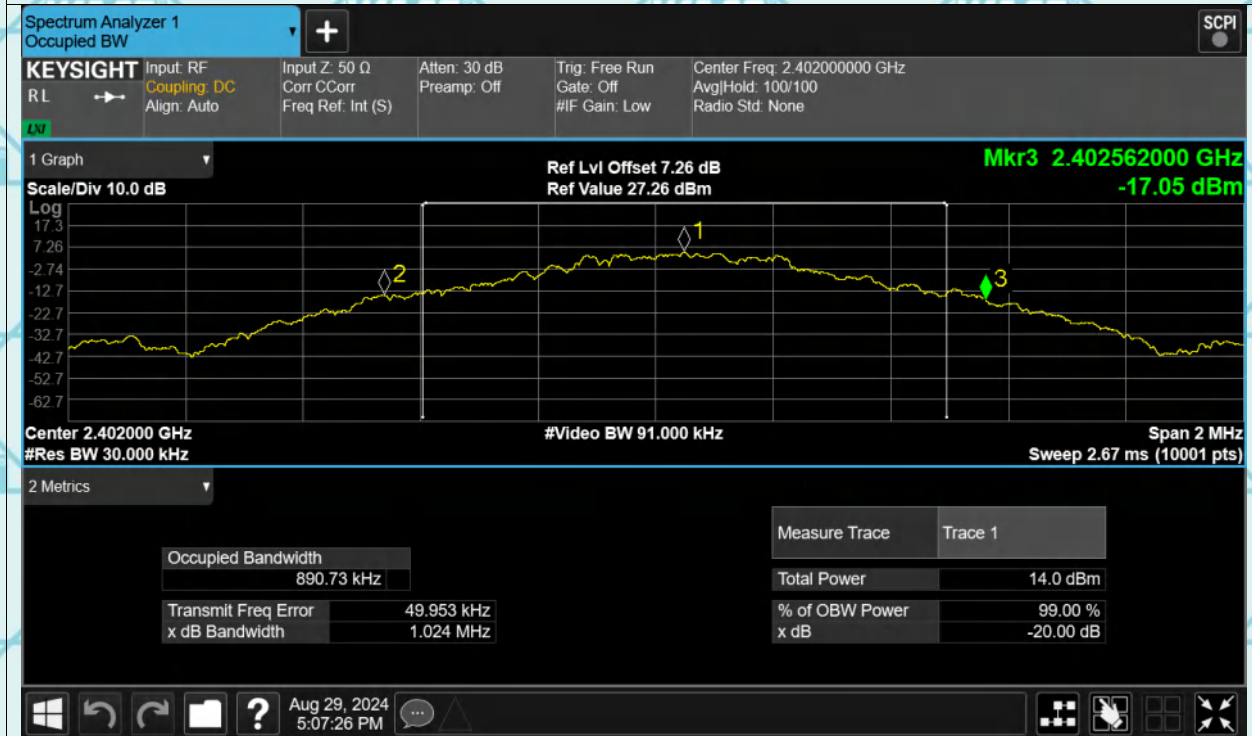 Spectrum Analyzer 1
Occupied BW
▼
+
SCPI
KEYSIGHT
RL
LXI
Input: RF
Coupling: DC
Align: Auto
Input Z: 50 Ω
Corr CCorr
Freq Ref: Int (S)
Atten: 30 dB
Preamp: Off
Trig: Free Run
Gate: Off
#IF Gain: Low
Center Freq: 2.402000000 GHz
Avg|Hold: 100/100
Radio Std: None
1 Graph ▼
Scale/Div 10.0 dB
Ref Lvl Offset 7.26 dB
Ref Value 27.26 dBm
Mkr3 2.402562000 GHz
-17.05 dBm
Log
17.3
7.26
-2.74
-12.7
-22.7
-32.7
-42.7
-52.7
-62.7
2
1
3
Center 2.402000 GHz
#Res BW 30.000 kHz
#Video BW 91.000 kHz
Span 2 MHz
Sweep 2.67 ms (10001 pts)
2 Metrics ▼
Occupied Bandwidth
890.73 kHz
Transmit Freq Error 49.953 kHz
x dB Bandwidth 1.024 MHz
Measure Trace Trace 1
Total Power 14.0 dBm
% of OBW Power 99.00 %
x dB -20.00 dB
?
Aug 29, 2024
5:07:26 PM